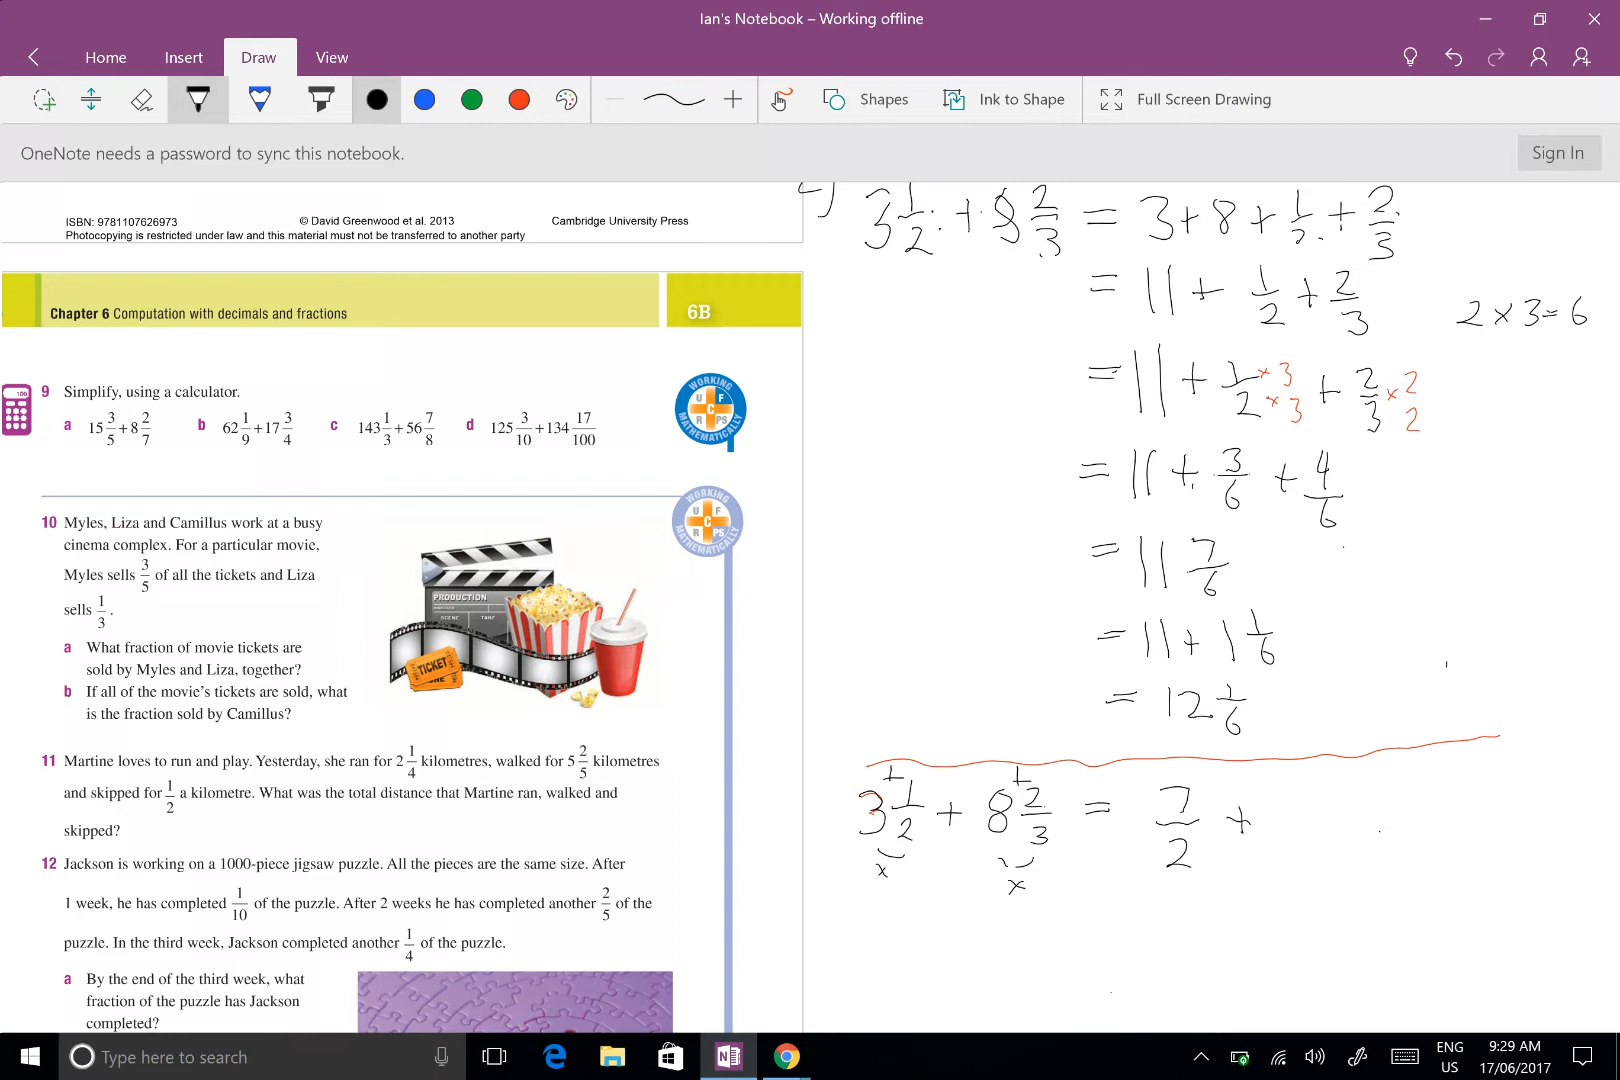 Ian's Notebook – Working offline
Home Insert Draw View
Shapes Ink to Shape Full Screen Drawing
OneNote needs a password to sync this notebook.
Sign In
ISBN: 9781107626973 © David Greenwood et al. 2013 Cambridge University Press
Photocopying is restricted under law and this material must not be transferred to another party
Chapter 6 Computation with decimals and fractions 6B
9 Simplify, using a calculator.
a 15 3/5 + 8 2/7 b 62 1/9 + 17 3/4 c 143 1/3 + 56 7/8 d 125 3/10 + 134 17/100
WORKING
U F
C
R PS
MATHEMATICALLY
10 Myles, Liza and Camillus work at a busy
cinema complex. For a particular movie,
Myles sells 3/5 of all the tickets and Liza
sells 1/3.
a What fraction of movie tickets are
sold by Myles and Liza, together?
b If all of the movie's tickets are sold, what
is the fraction sold by Camillus?
PRODUCTION
SCENE TAKE
TICKET
WORKING
U F
C
R PS
MATHEMATICALLY
11 Martine loves to run and play. Yesterday, she ran for 2 1/4 kilometres, walked for 5 2/5 kilometres
and skipped for 1/2 a kilometre. What was the total distance that Martine ran, walked and
skipped?
12 Jackson is working on a 1000-piece jigsaw puzzle. All the pieces are the same size. After
1 week, he has completed 1/10 of the puzzle. After 2 weeks he has completed another 2/5 of the
puzzle. In the third week, Jackson completed another 1/4 of the puzzle.
a By the end of the third week, what
fraction of the puzzle has Jackson
completed?
3 1/2 + 8 2/3 = 3 + 8 + 1/2 + 2/3
= 11 + 1/2 + 2/3
2 × 3 = 6
= 11 + 1/2 ×3 ×3 + 2/3 × 2 2
= 11 + 3/6 + 4/6
= 11 7/6
= 11 + 1 1/6
= 12 1/6
+ +
3 1/2 + 8 2/3 = 7/2 +
x x
Type here to search
ENG
US
9:29 AM
17/06/2017